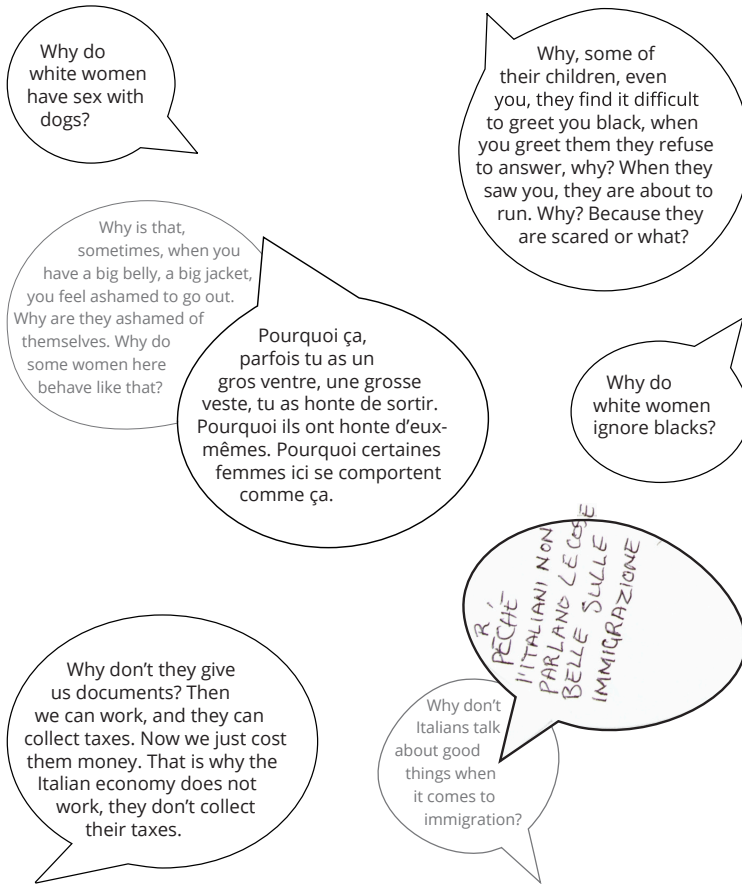 Why do
white women
have sex with
dogs?
Why, some of
their children, even
you, they find it difficult
to greet you black, when
you greet them they refuse
to answer, why? When they
saw you, they are about to
run. Why? Because they
are scared or what?
Why is that,
sometimes, when you
have a big belly, a big jacket,
you feel ashamed to go out.
Why are they ashamed of
themselves. Why do
some women here
behave like that?
Pourquoi ça,
parfois tu as un
gros ventre, une grosse
veste, tu as honte de sortir.
Pourquoi ils ont honte d'eux-
mêmes. Pourquoi certaines
femmes ici se comportent
comme ça.
Why do
white women
ignore blacks?
R
PECHÈ
l'ITALIANI NON
PARLANO LE COSE
BELLE SULLE
IMMIGRAZIONE
Why don't they give
us documents? Then
we can work, and they can
collect taxes. Now we just cost
them money. That is why the
Italian economy does not
work, they don't collect
their taxes.
Why don't
Italians talk
about good
things when
it comes to
immigration?